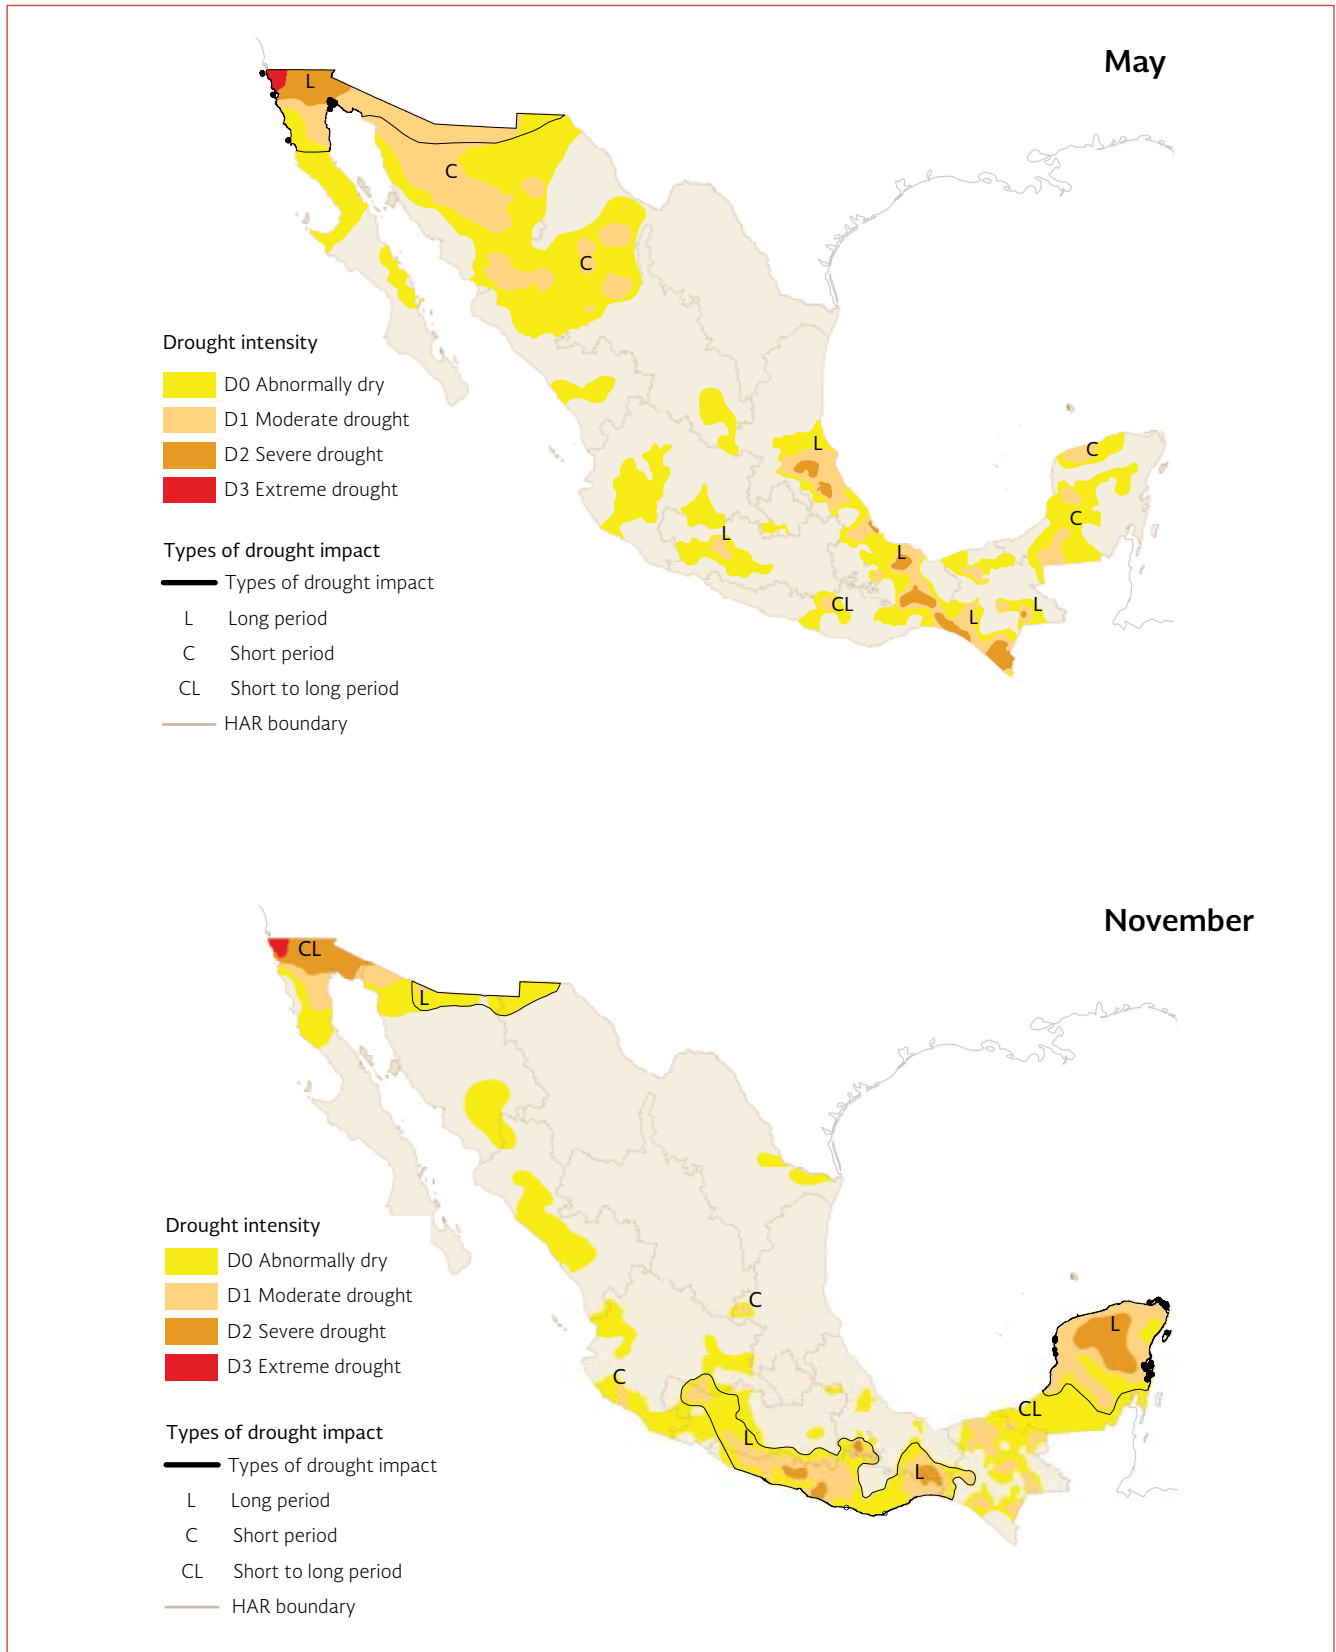 May
L
C
C
Drought intensity
D0 Abnormally dry
D1 Moderate drought
D2 Severe drought
D3 Extreme drought
Types of drought impact
Types of drought impact
L Long period
C Short period
CL Short to long period
HAR boundary
L
C
C
L
L
CL
L
L
November
CL
L
Drought intensity
D0 Abnormally dry
D1 Moderate drought
D2 Severe drought
D3 Extreme drought
Types of drought impact
Types of drought impact
L Long period
C Short period
CL Short to long period
HAR boundary
C
L
C
CL
L
L